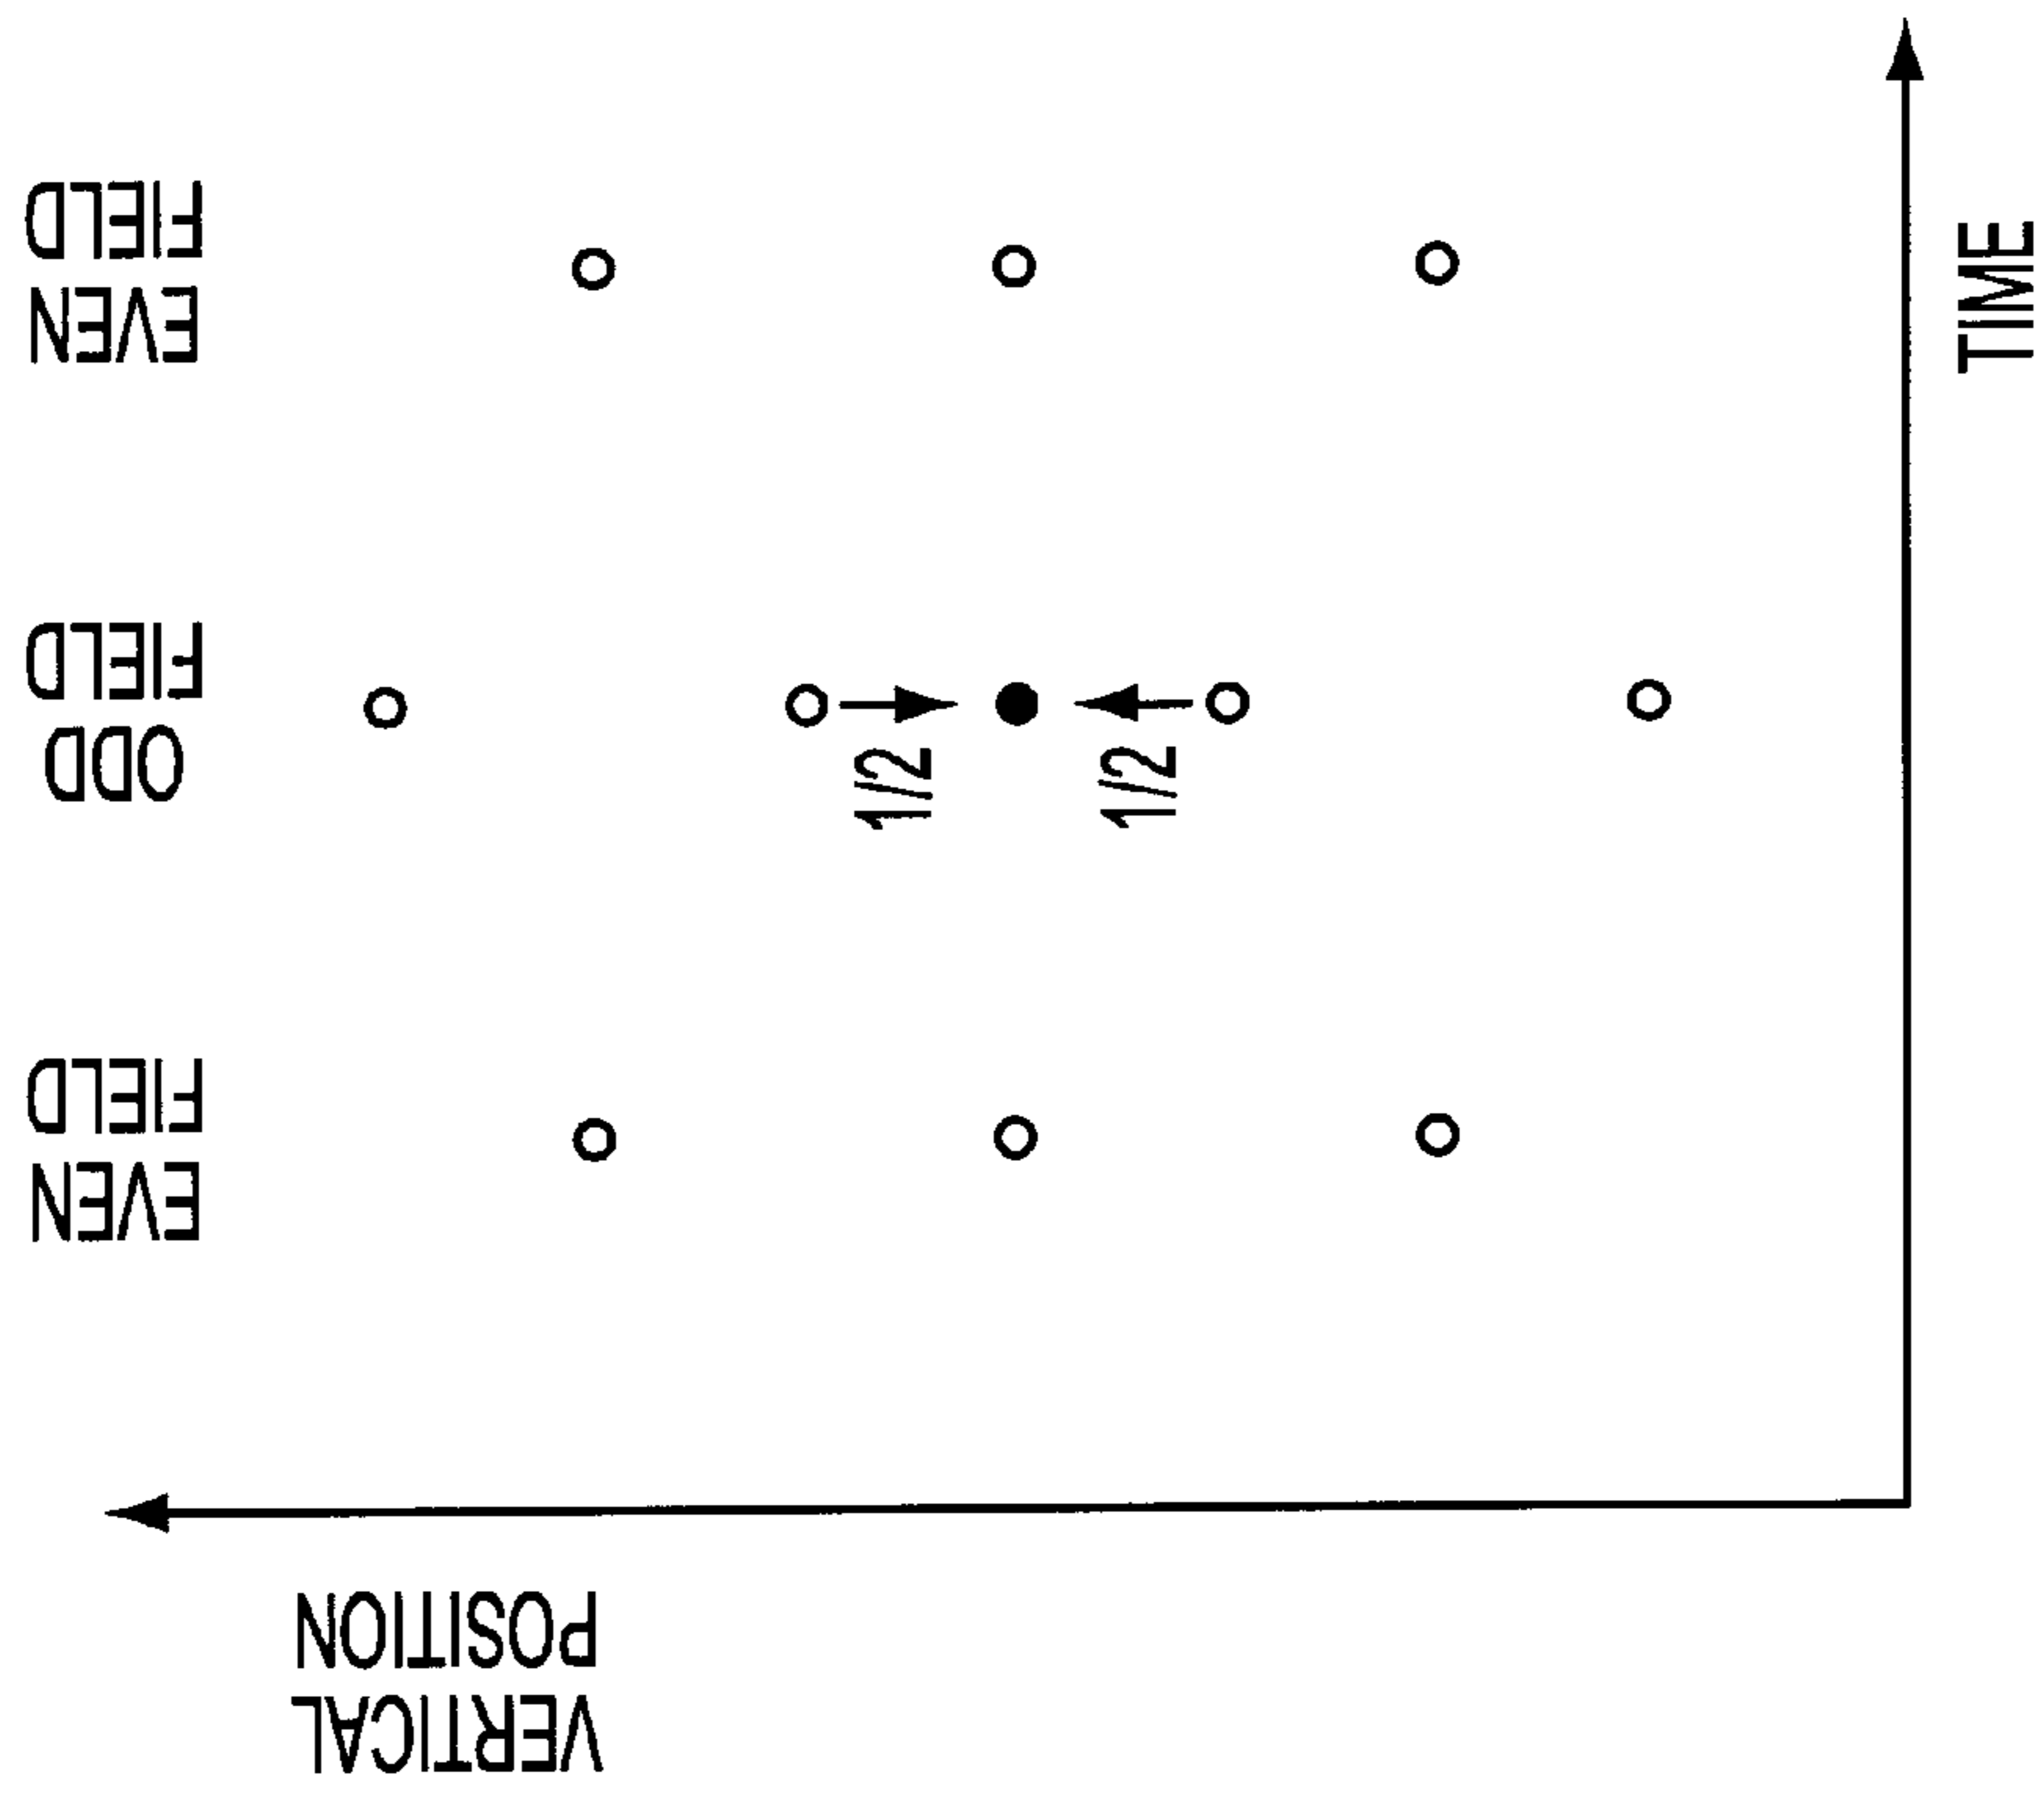 VERTICAL
POSITION
EVEN
FIELD
ODD
FIELD
EVEN
FIELD
1/2
1/2
TIME